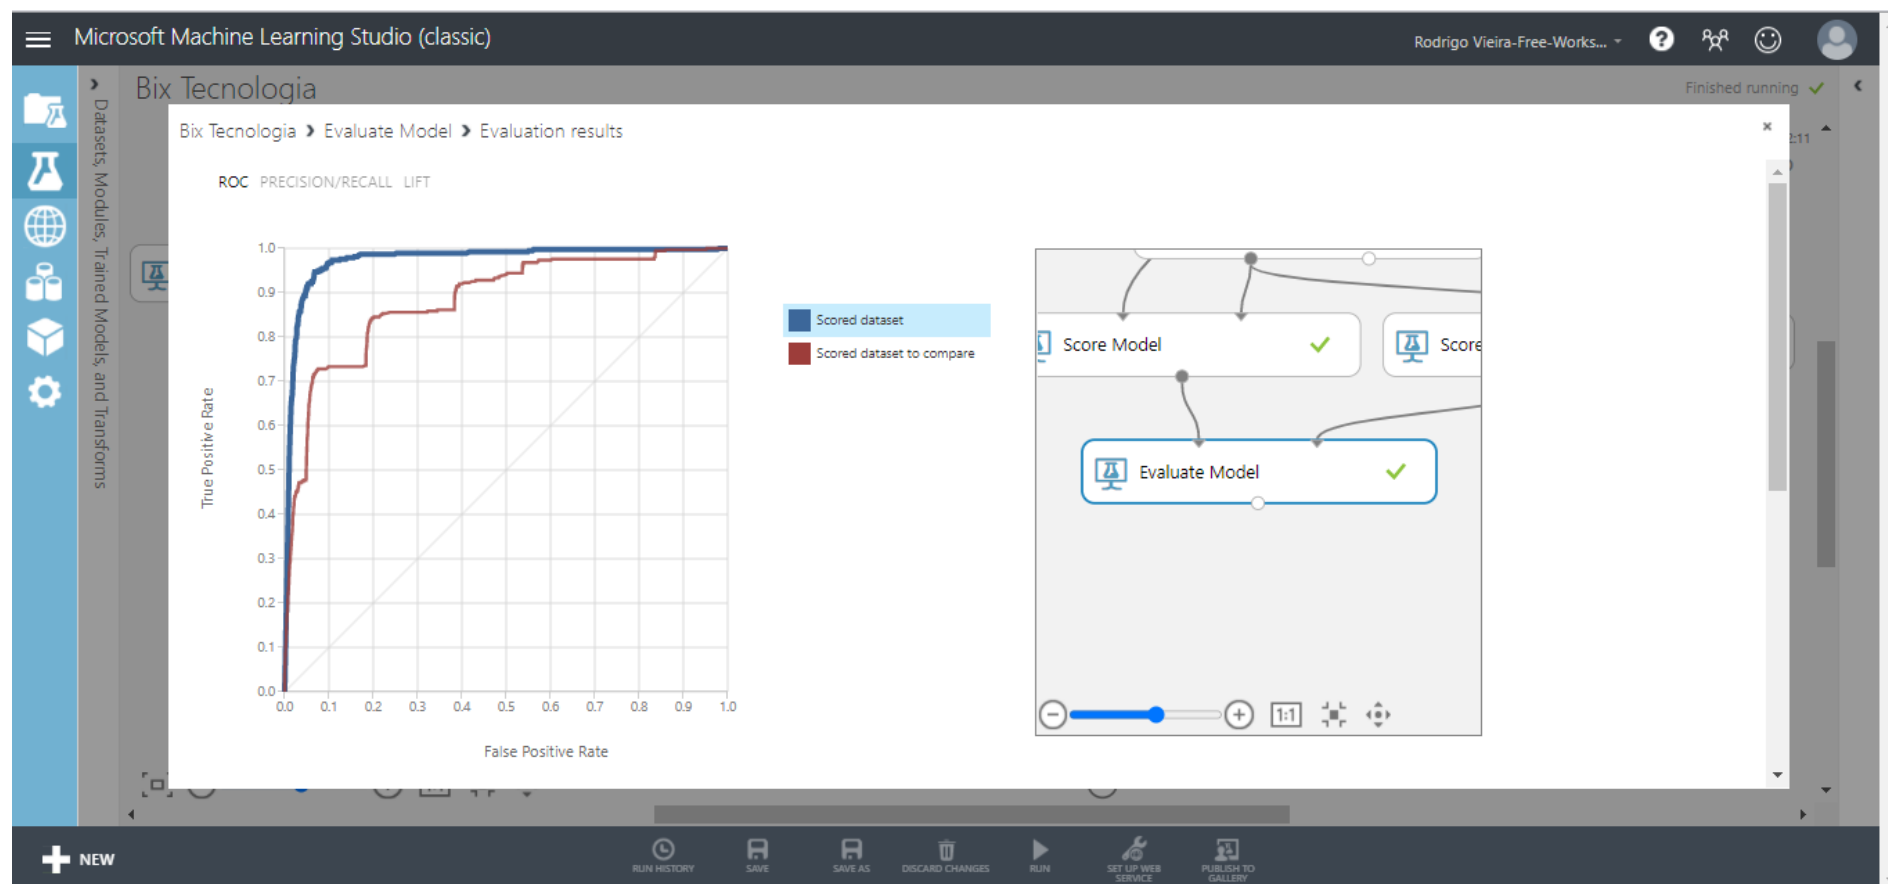 Microsoft Machine Learning Studio (classic)
Rodrigo Vieira-Free-Works...
?
Bix Tecnologia
Finished running
Datasets, Modules, Trained Models, and Transforms
Bix Tecnologia > Evaluate Model > Evaluation results
×
2:11
ROC PRECISION/RECALL LIFT
1.0
0.9
0.8
0.7
0.6
0.5
0.4
0.3
0.2
0.1
0.0
True Positive Rate
0.0 0.1 0.2 0.3 0.4 0.5 0.6 0.7 0.8 0.9 1.0
False Positive Rate
Scored dataset
Scored dataset to compare
Score Model
Score
Evaluate Model
1:1
NEW
RUN HISTORY
SAVE
SAVE AS
DISCARD CHANGES
RUN
SET UP WEB
SERVICE
PUBLISH TO
GALLERY